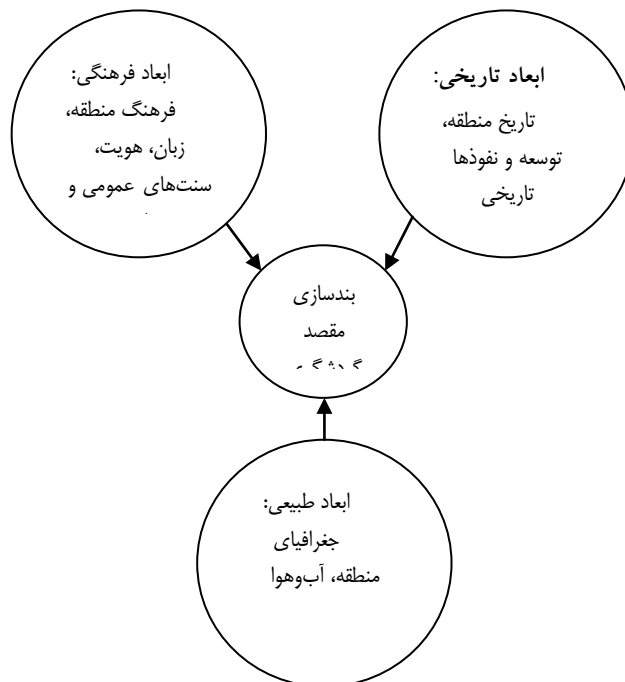 ابعاد تاریخی:
تاریخ منطقه،
توسعه و نفوذها
تاریخی
ابعاد فرهنگی:
فرهنگ منطقه،
زبان، هویت،
سنت‌های عمومی و
بندسازی
مقصد
ابعاد طبیعی:
جغرافیای
منطقه، آب‌وهوا